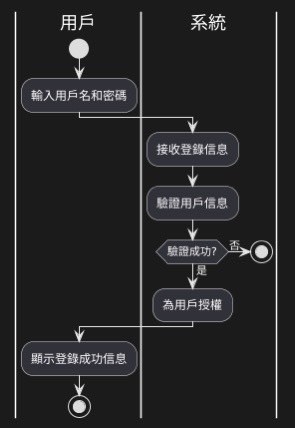 用戶
系統
輸入用戶名和密碼
接收登錄信息
驗證用戶信息
驗證成功?
否
是
為用戶授權
顯示登錄成功信息